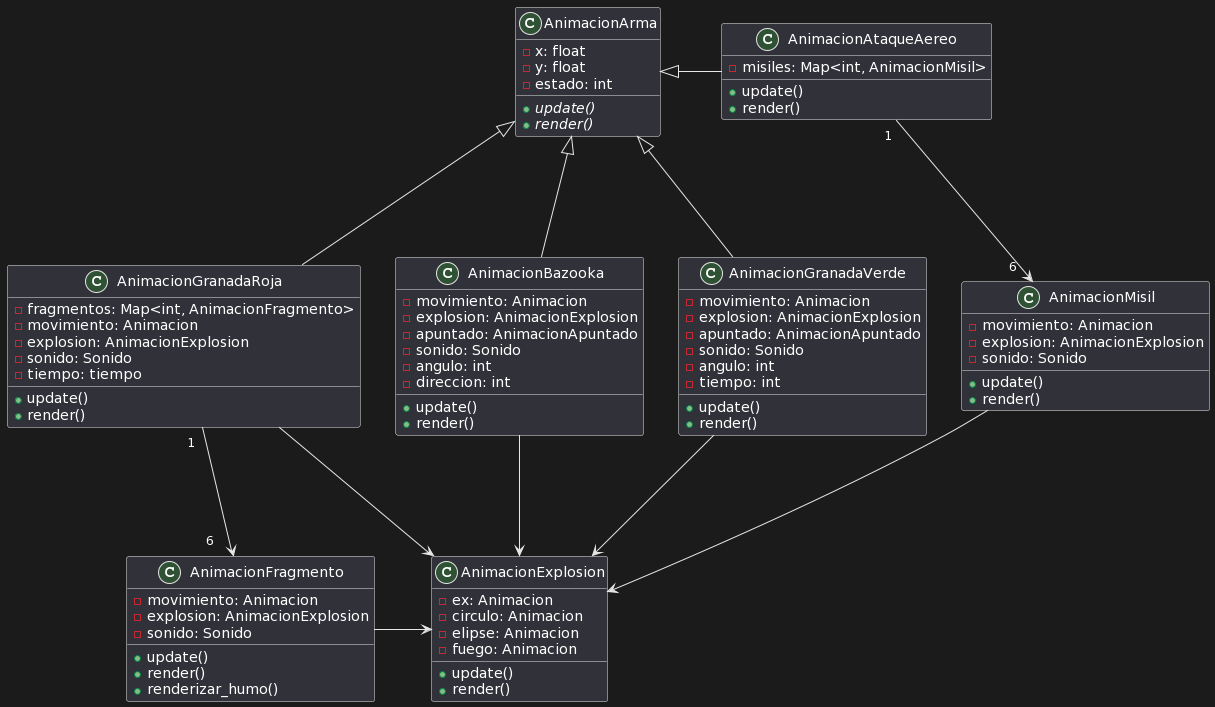 C AnimacionArma
x: float
y: float
estado: int
update()
render()
C AnimacionAtaqueAereo
misiles: Map<int, AnimacionMisil>
update()
render()
1
6
C AnimacionGranadaRoja
fragmentos: Map<int, AnimacionFragmento>
movimiento: Animacion
explosion: AnimacionExplosion
sonido: Sonido
tiempo: tiempo
update()
render()
C AnimacionBazooka
movimiento: Animacion
explosion: AnimacionExplosion
apuntado: AnimacionApuntado
sonido: Sonido
angulo: int
direccion: int
update()
render()
C AnimacionGranadaVerde
movimiento: Animacion
explosion: AnimacionExplosion
apuntado: AnimacionApuntado
sonido: Sonido
angulo: int
tiempo: int
update()
render()
C AnimacionMisil
movimiento: Animacion
explosion: AnimacionExplosion
sonido: Sonido
update()
render()
1
6
C AnimacionFragmento
movimiento: Animacion
explosion: AnimacionExplosion
sonido: Sonido
update()
render()
renderizar_humo()
C AnimacionExplosion
ex: Animacion
circulo: Animacion
elipse: Animacion
fuego: Animacion
update()
render()